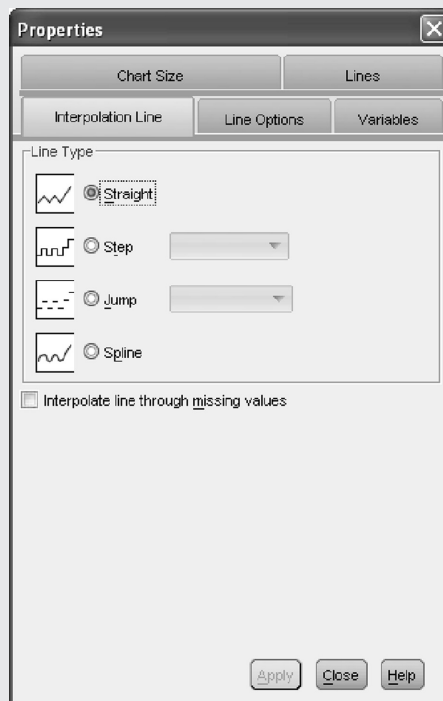 Properties
Chart Size
Lines
Interpolation Line
Line Options
Variables
Line Type
Straight
Step
Jump
Spline
Interpolate line through missing values
Apply
Close
Help